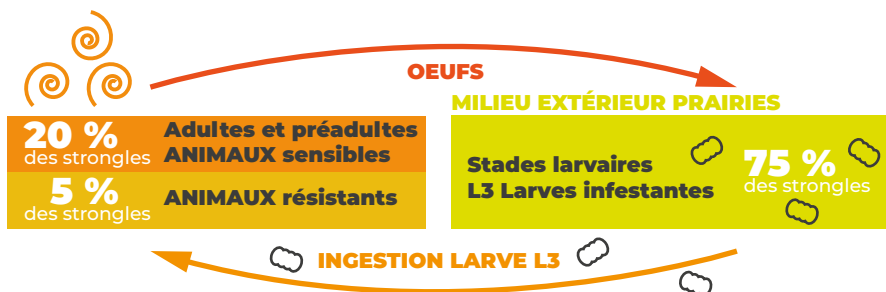 OEUFS
MILIEU EXTÉRIEUR PRAIRIES
20 %
des strongles
Adultes et préadultes
ANIMAUX sensibles
5 %
des strongles
ANIMAUX résistants
Stades larvaires
L3 Larves infestantes
75 %
des strongles
INGESTION LARVE L3